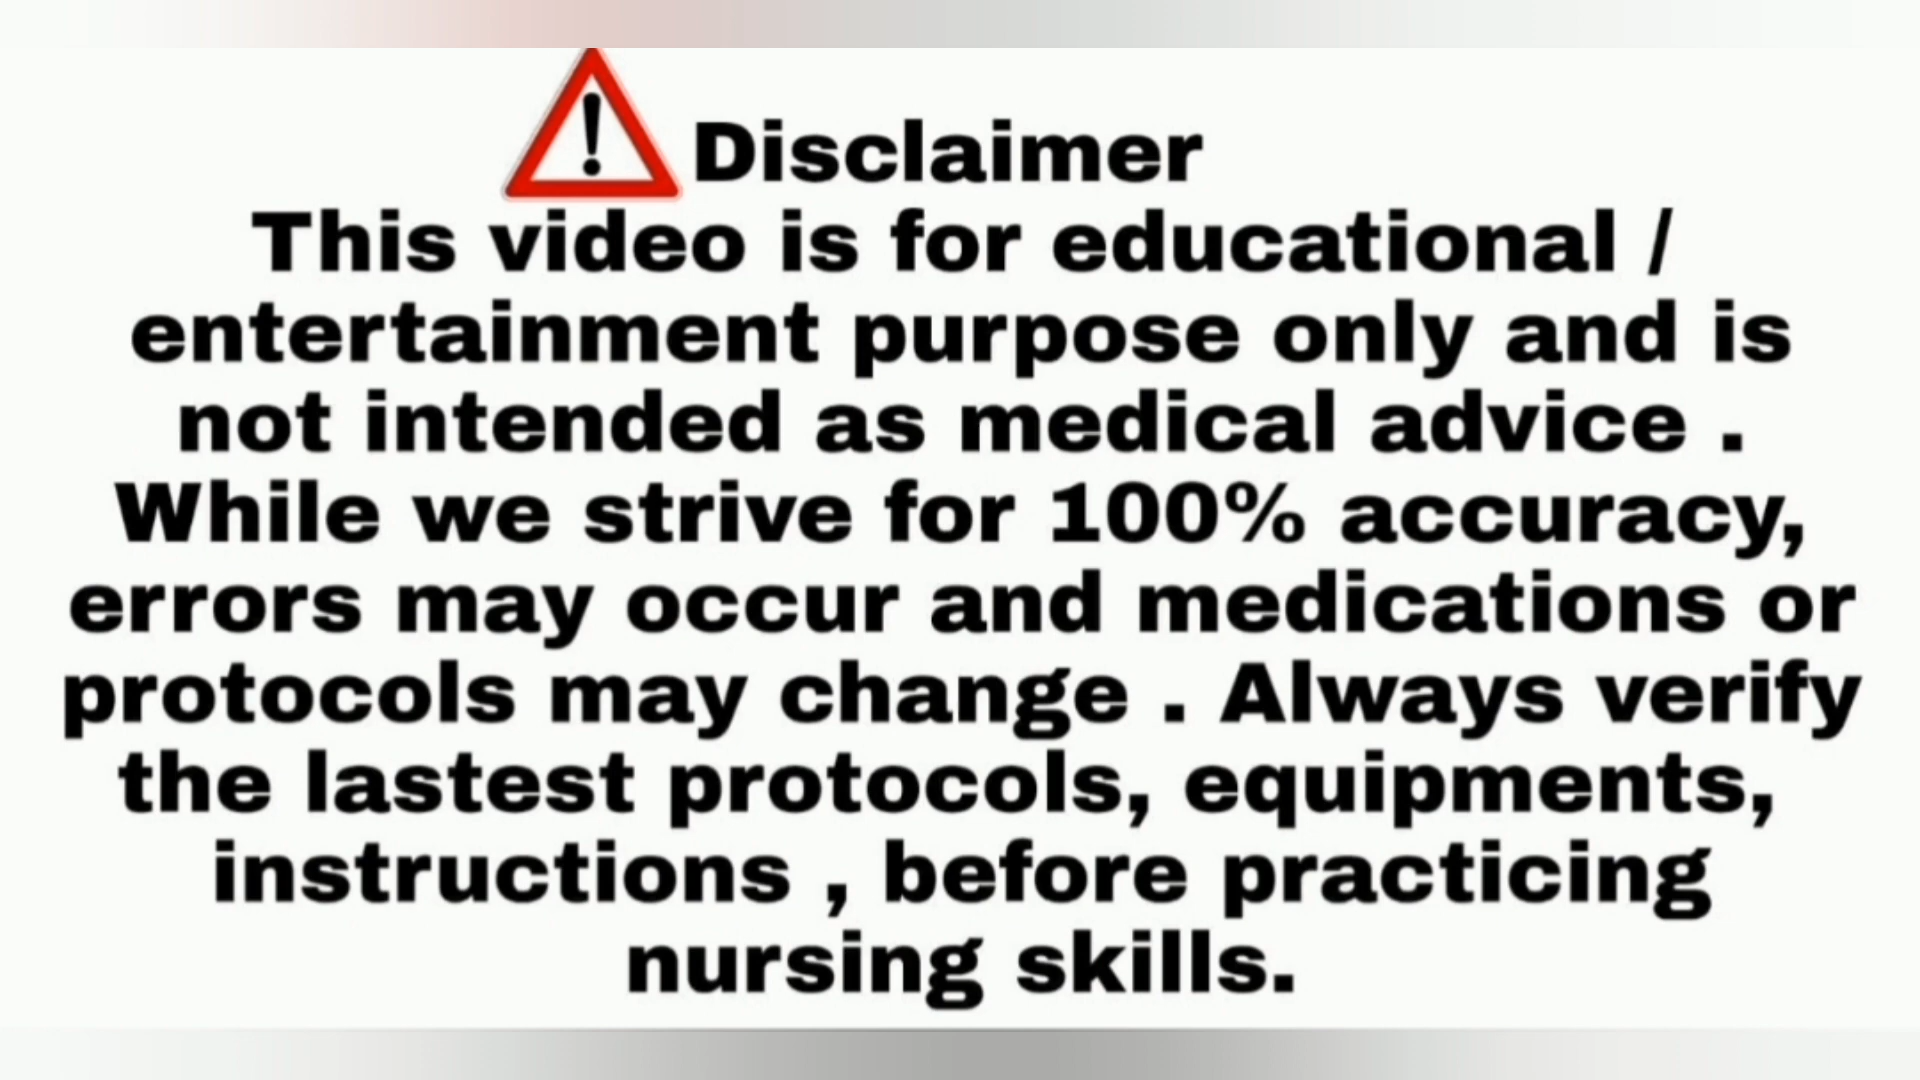 Disclaimer
This video is for educational /
entertainment purpose only and is
not intended as medical advice .
While we strive for 100% accuracy,
errors may occur and medications or
protocols may change . Always verify
the lastest protocols, equipments,
instructions , before practicing
nursing skills.